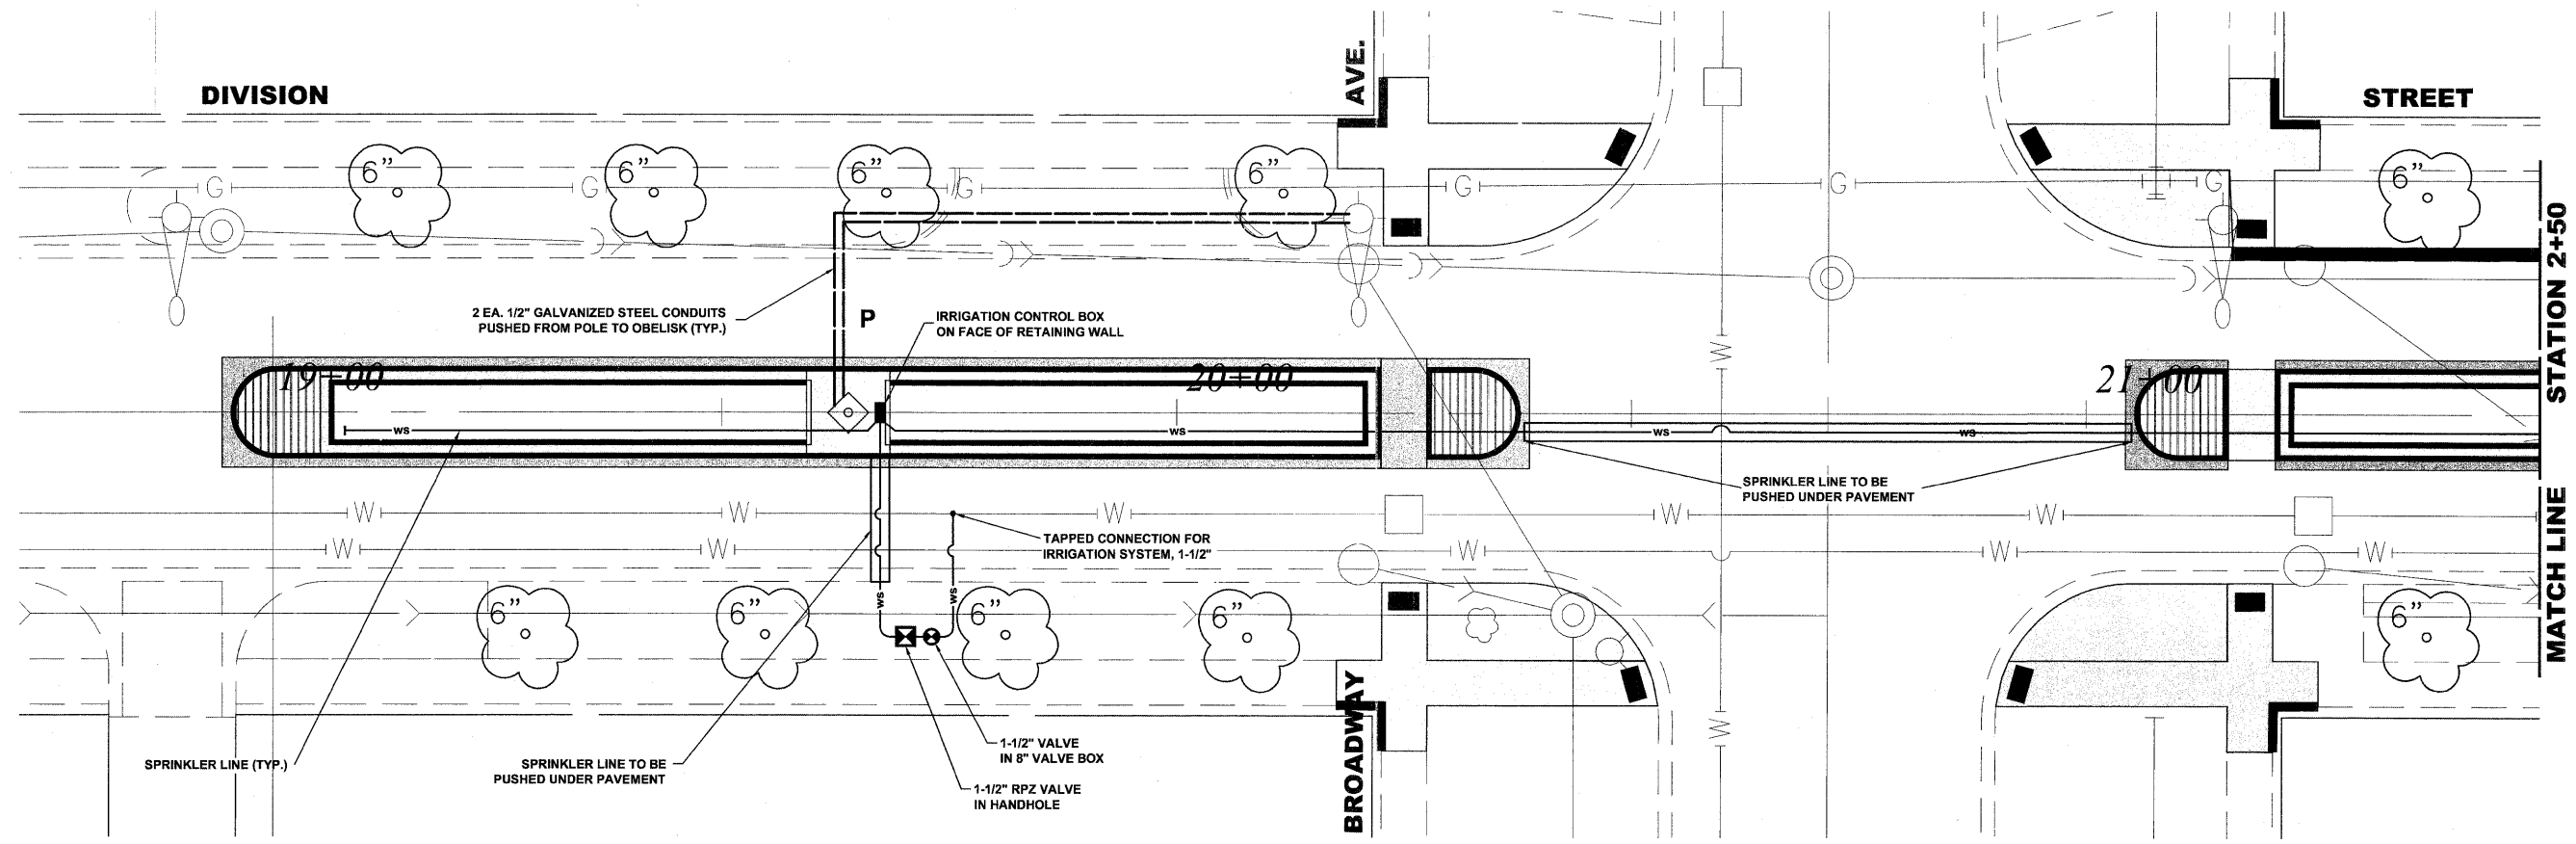 DIVISION
AVE.
STREET
6”
6”
6”
6”
6”
G
G
G
G
G
G
2 EA. 1/2" GALVANIZED STEEL CONDUITS
PUSHED FROM POLE TO OBELISK (TYP.)
P
IRRIGATION CONTROL BOX
ON FACE OF RETAINING WALL
W
19+00
20+00
21+00
STATION 2+50
MATCH LINE
ws
ws
ws
ws
SPRINKLER LINE TO BE
PUSHED UNDER PAVEMENT
W
W
W
W
W
TAPPED CONNECTION FOR
IRRIGATION SYSTEM, 1-1/2"
W
W
W
W
W
ws
ws
6”
6”
6”
6”
6”
BROADWAY
W
SPRINKLER LINE (TYP.)
SPRINKLER LINE TO BE
PUSHED UNDER PAVEMENT
1-1/2" VALVE
IN 8" VALVE BOX
1-1/2" RPZ VALVE
IN HANDHOLE